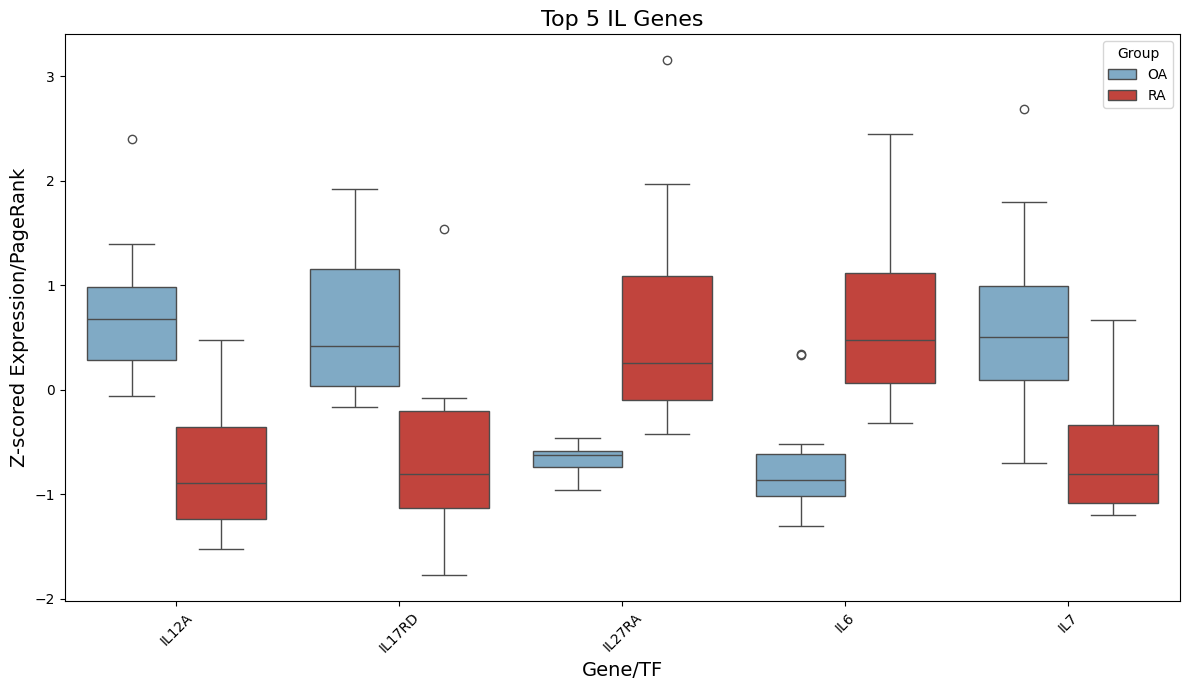 Top 5 IL Genes
Group
OA
RA
Z-scored Expression/PageRank
3
2
1
0
−1
−2
IL12A
IL17RD
IL27RA
IL6
IL7
Gene/TF